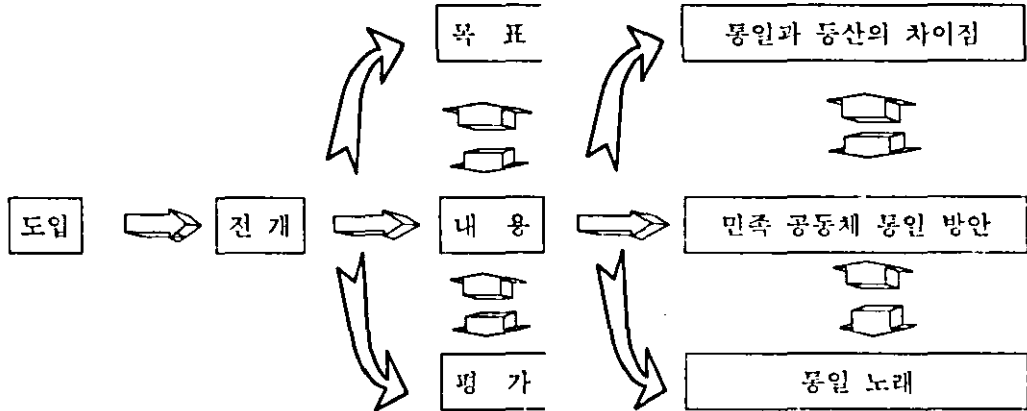 목 표
통일과 등산의 차이점
도입
전 개
내 용
민족 공동체 통일 방안
평 가
통일 노래